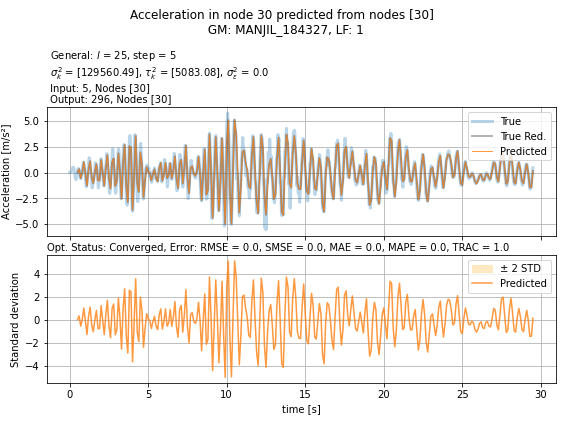 Acceleration in node 30 predicted from nodes [30]
GM: MANJIL_184327, LF: 1
General: l = 25, step = 5
σ²ₖ = [129560.49], τ²ₖ = [5083.08], σ²ₑ = 0.0
Input: 5, Nodes [30]
Output: 296, Nodes [30]
Acceleration [m/s²]
5.0
2.5
0.0
−2.5
−5.0
True
True Red.
Predicted
Opt. Status: Converged, Error: RMSE = 0.0, SMSE = 0.0, MAE = 0.0, MAPE = 0.0, TRAC = 1.0
Standard deviation
4
2
0
−2
−4
± 2 STD
Predicted
0 5 10 15 20 25 30
time [s]